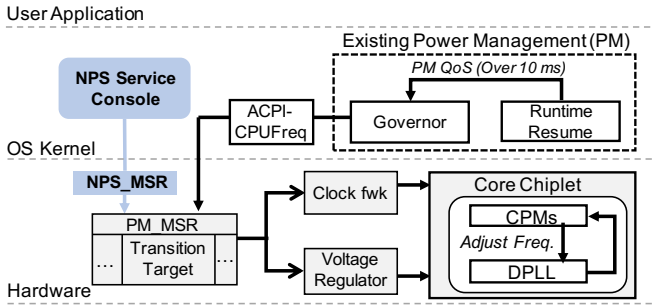 User Application
Existing Power Management (PM)
NPS Service
Console
PM QoS (Over 10 ms)
ACPI-
CPUFreq
Governor
Runtime
Resume
OS Kernel
NPS_MSR
PM_MSR
...
Transition
Target
...
Clock fwk
Voltage
Regulator
Core Chiplet
CPMs
Adjust Freq.
DPLL
Hardware